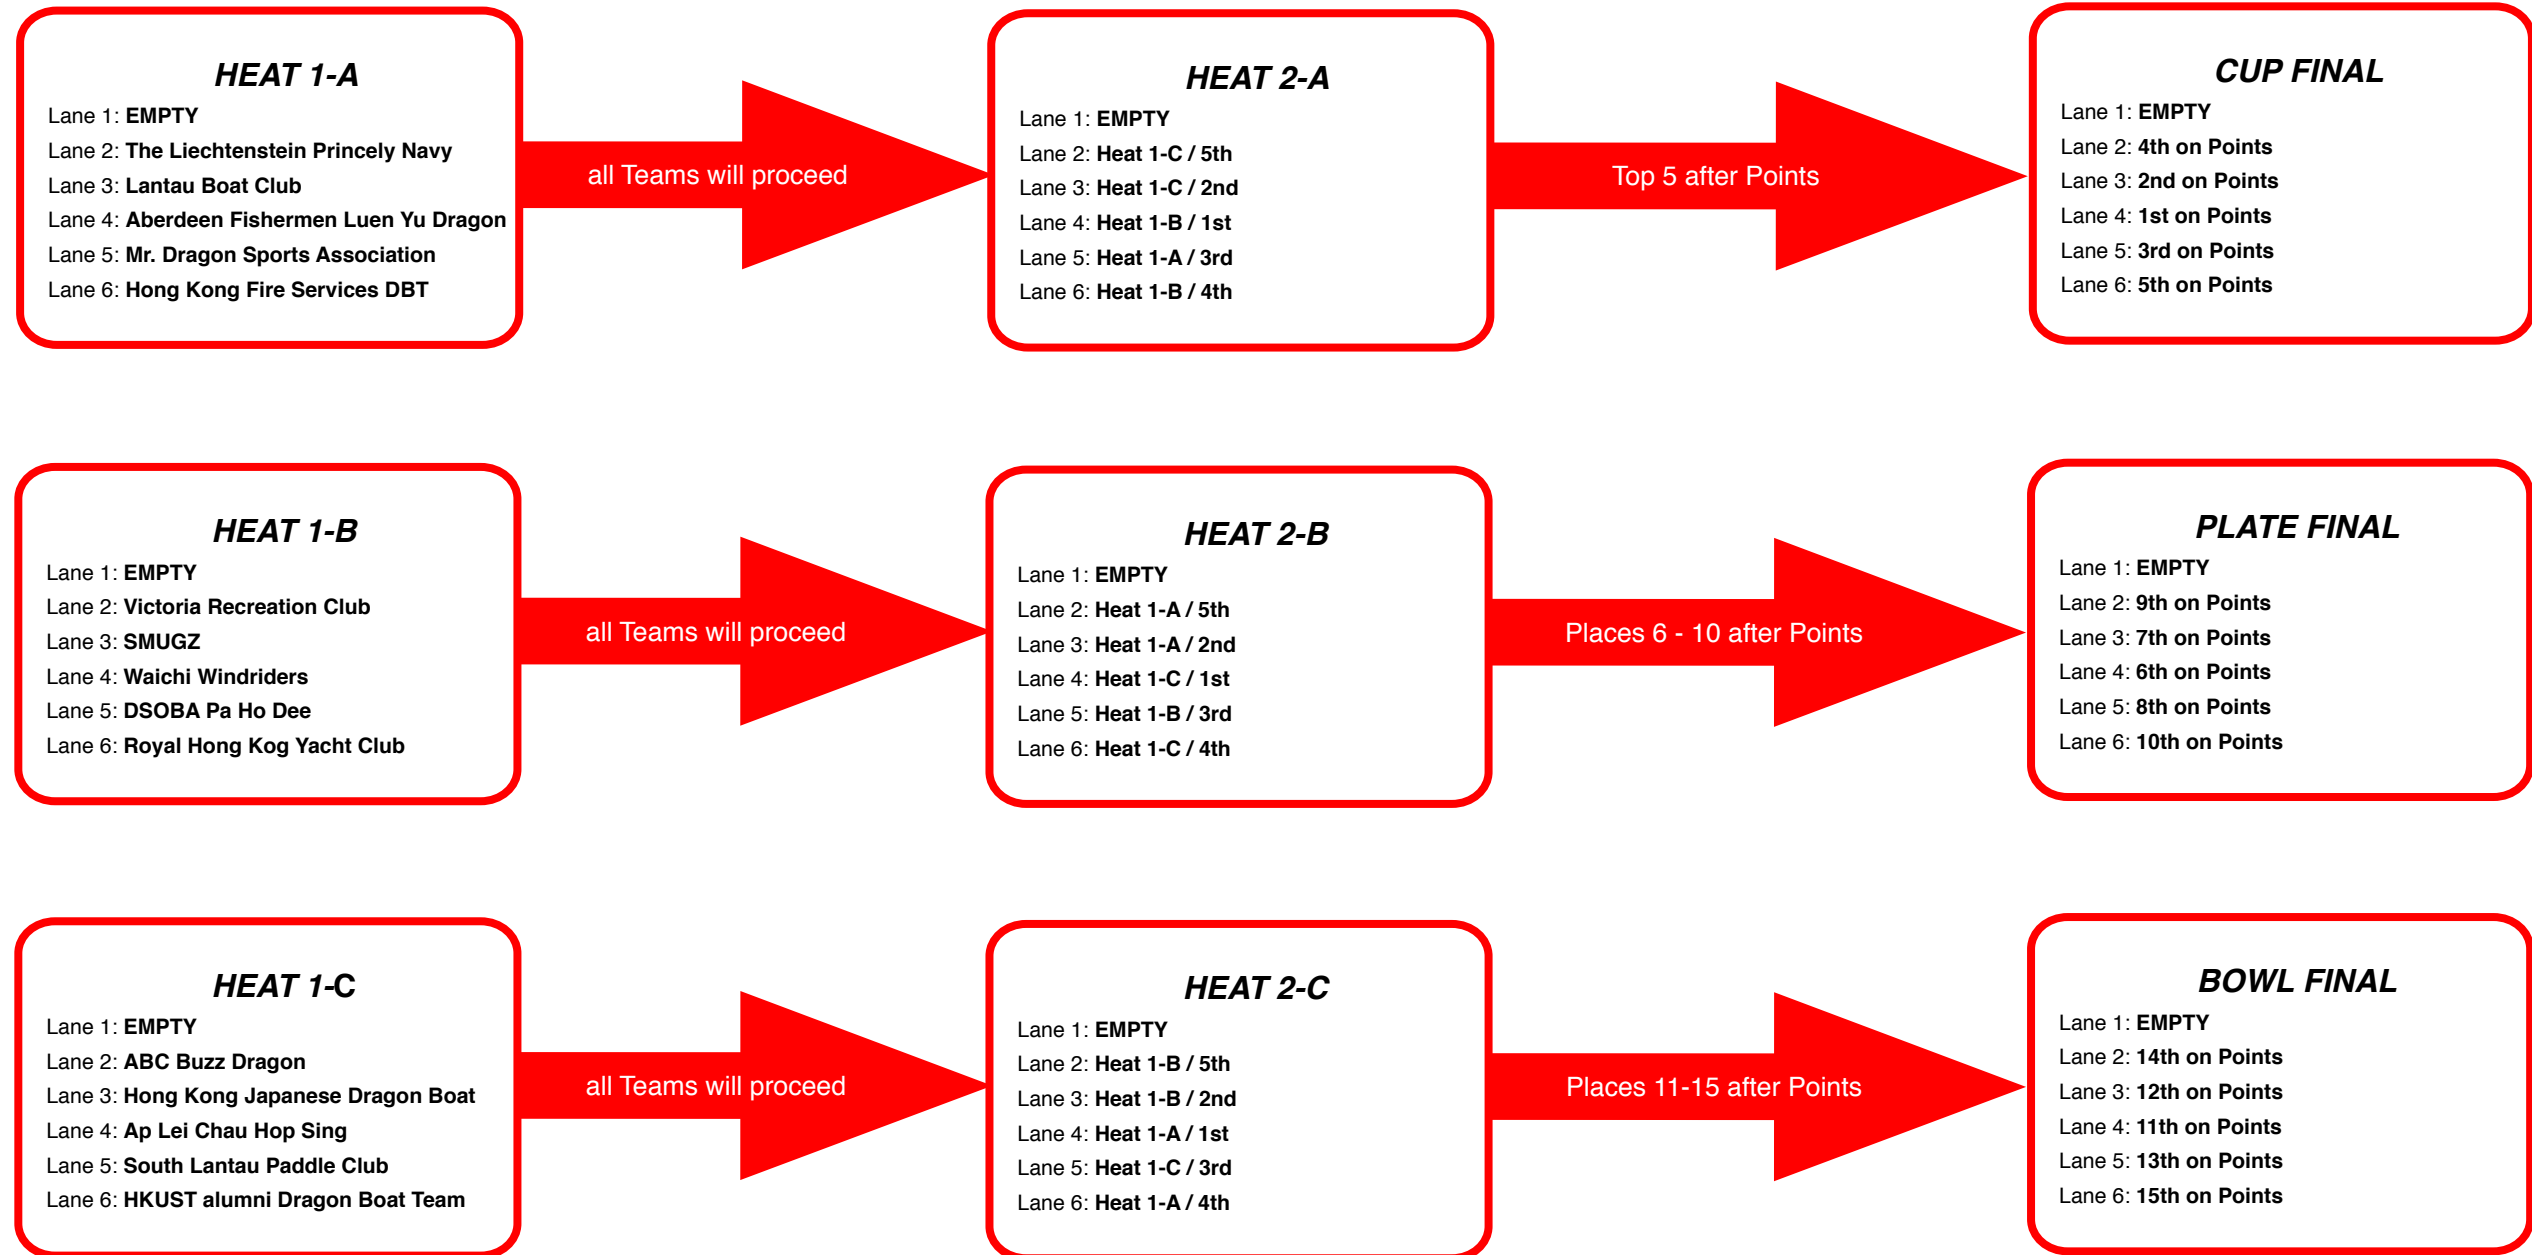 HEAT 1-A
Lane 1: EMPTY
Lane 2: The Liechtenstein Princely Navy
Lane 3: Lantau Boat Club
Lane 4: Aberdeen Fishermen Luen Yu Dragon
Lane 5: Mr. Dragon Sports Association
Lane 6: Hong Kong Fire Services DBT
all Teams will proceed
HEAT 2-A
Lane 1: EMPTY
Lane 2: Heat 1-C / 5th
Lane 3: Heat 1-C / 2nd
Lane 4: Heat 1-B / 1st
Lane 5: Heat 1-A / 3rd
Lane 6: Heat 1-B / 4th
Top 5 after Points
CUP FINAL
Lane 1: EMPTY
Lane 2: 4th on Points
Lane 3: 2nd on Points
Lane 4: 1st on Points
Lane 5: 3rd on Points
Lane 6: 5th on Points
HEAT 1-B
Lane 1: EMPTY
Lane 2: Victoria Recreation Club
Lane 3: SMUGZ
Lane 4: Waichi Windriders
Lane 5: DSOBA Pa Ho Dee
Lane 6: Royal Hong Kog Yacht Club
all Teams will proceed
HEAT 2-B
Lane 1: EMPTY
Lane 2: Heat 1-A / 5th
Lane 3: Heat 1-A / 2nd
Lane 4: Heat 1-C / 1st
Lane 5: Heat 1-B / 3rd
Lane 6: Heat 1-C / 4th
Places 6 - 10 after Points
PLATE FINAL
Lane 1: EMPTY
Lane 2: 9th on Points
Lane 3: 7th on Points
Lane 4: 6th on Points
Lane 5: 8th on Points
Lane 6: 10th on Points
HEAT 1-C
Lane 1: EMPTY
Lane 2: ABC Buzz Dragon
Lane 3: Hong Kong Japanese Dragon Boat
Lane 4: Ap Lei Chau Hop Sing
Lane 5: South Lantau Paddle Club
Lane 6: HKUST alumni Dragon Boat Team
all Teams will proceed
HEAT 2-C
Lane 1: EMPTY
Lane 2: Heat 1-B / 5th
Lane 3: Heat 1-B / 2nd
Lane 4: Heat 1-A / 1st
Lane 5: Heat 1-C / 3rd
Lane 6: Heat 1-A / 4th
Places 11-15 after Points
BOWL FINAL
Lane 1: EMPTY
Lane 2: 14th on Points
Lane 3: 12th on Points
Lane 4: 11th on Points
Lane 5: 13th on Points
Lane 6: 15th on Points